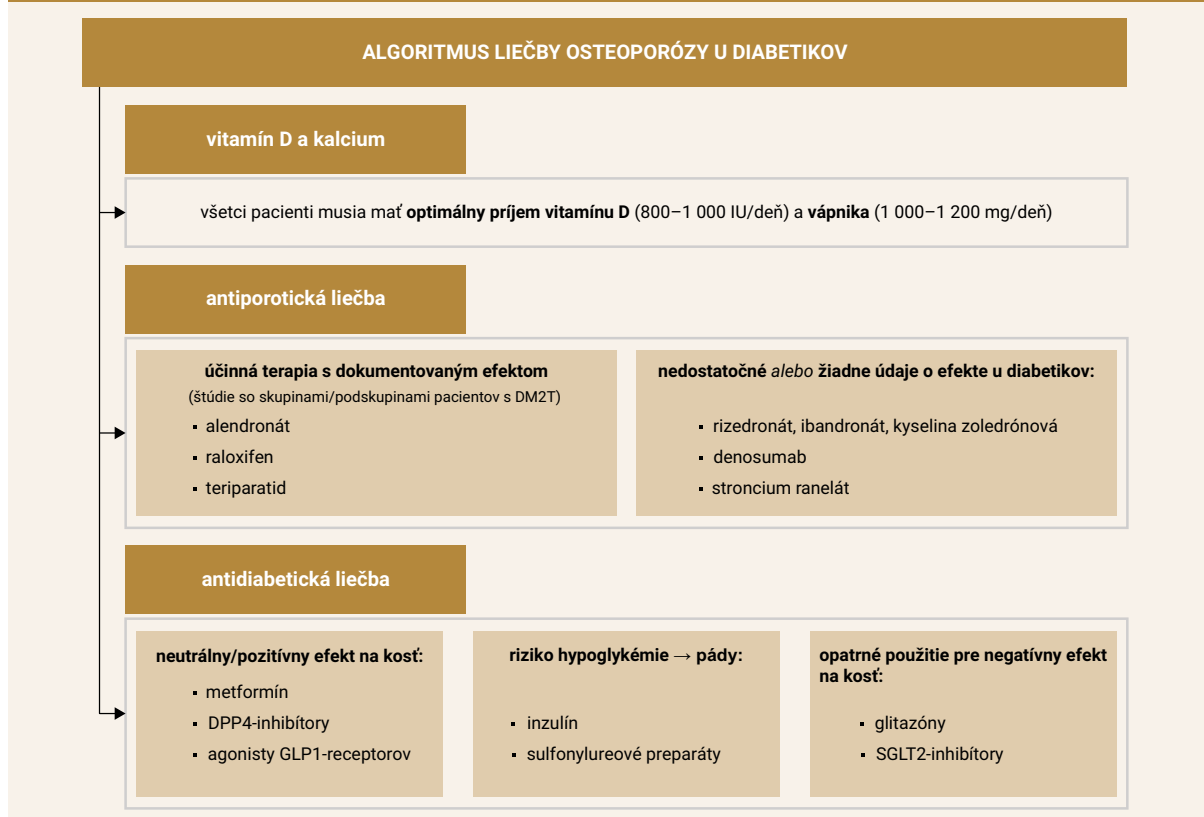 ALGORITMUS LIEČBY OSTEOPORÓZY U DIABETIKOV
vitamín D a kalcium
všetci pacienti musia mať optimálny príjem vitamínu D (800–1 000 IU/deň) a vápnika (1 000–1 200 mg/deň)
antiporotická liečba
účinná terapia s dokumentovaným efektom
(štúdie so skupinami/podskupinami pacientov s DM2T)
▪ alendronát
▪ raloxifen
▪ teriparatid
nedostatočné alebo žiadne údaje o efekte u diabetikov:
▪ rizedronát, ibandronát, kyselina zoledrónová
▪ denosumab
▪ stroncium ranelát
antidiabetická liečba
neutrálny/pozitívny efekt na kosť:
▪ metformín
▪ DPP4-inhibítory
▪ agonisty GLP1-receptorov
riziko hypoglykémie → pády:
▪ inzulín
▪ sulfonylureové preparáty
opatrné použitie pre negatívny efekt
na kosť:
▪ glitazóny
▪ SGLT2-inhibítory